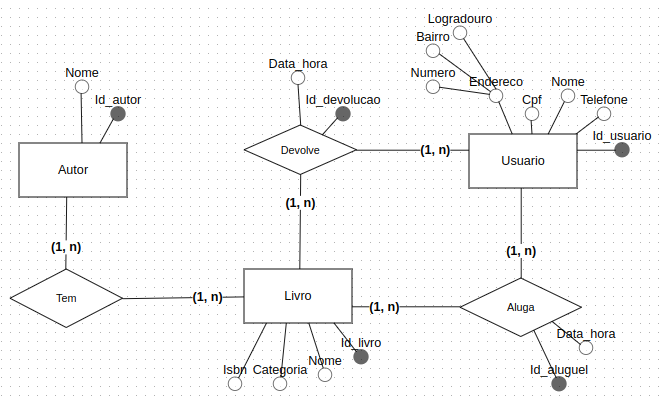 Logradouro
Bairro
Nome
Data_hora
Numero
Endereco
Nome
Id_autor
Id_devolucao
Cpf
Telefone
Id_usuario
Autor
Devolve
(1, n)
Usuario
(1, n)
(1, n)
(1, n)
Tem
(1, n)
Livro
(1, n)
Aluga
Data_hora
Id_livro
Isbn
Categoria
Nome
Id_aluguel